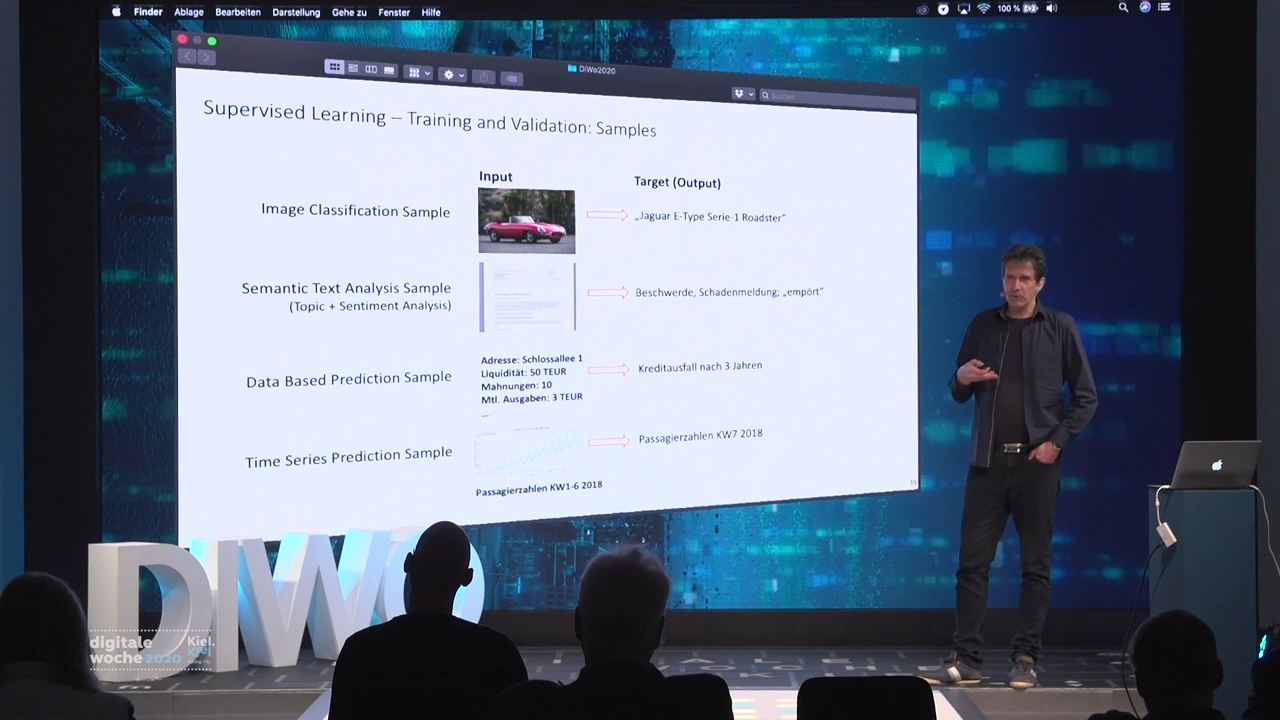 Finder Ablage Bearbeiten Darstellung Gehe zu Fenster Hilfe 100 %
DiWo2020
Suchen
Supervised Learning – Training and Validation: Samples
Input
Target (Output)
Image Classification Sample
„Jaguar E-Type Serie-1 Roadster“
Semantic Text Analysis Sample
(Topic + Sentiment Analysis)
Beschwerde, Schadenmeldung; „empört“
Data Based Prediction Sample
Adresse: Schlossallee 1
Liquidität: 50 TEUR
Mahnungen: 10
Mtl. Ausgaben: 3 TEUR
...
Kreditausfall nach 3 Jahren
Time Series Prediction Sample
Passagierzahlen KW7 2018
Passagierzahlen KW1-6 2018
15
DiWO
digitale
woche 2020
Kiel.